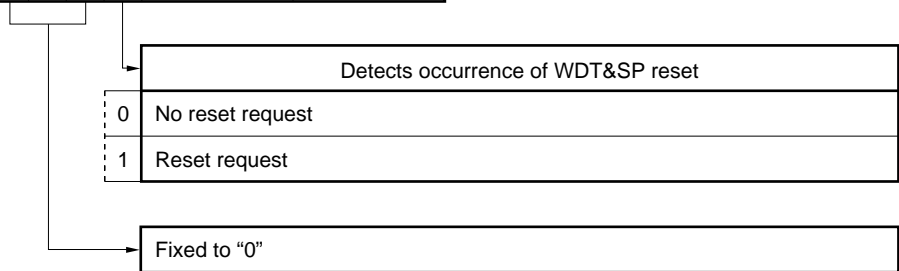 Detects occurrence of WDT&SP reset
0 No reset request
1 Reset request
Fixed to “0”